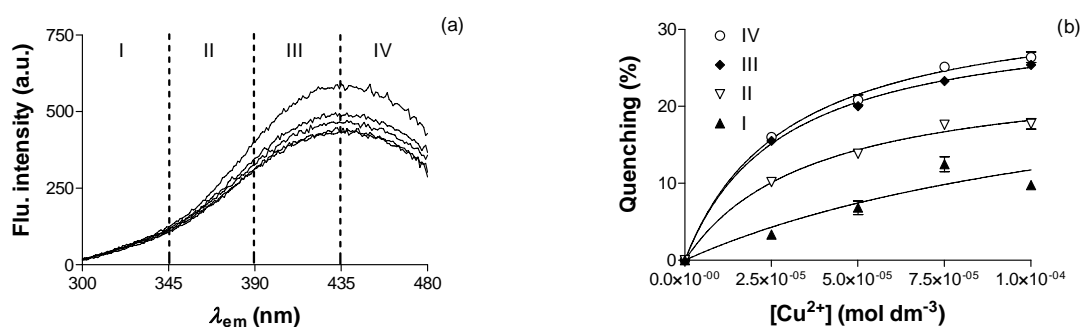 (a)
I II III IV
750
500
250
0
300 345 390 435 480
Flu. intensity (a.u.)
λem (nm)
(b)
30
20
10
0
IV
III
II
I
Quenching (%)
0.0×10-00 2.5×10-05 5.0×10-05 7.5×10-05 1.0×10-04
[Cu2+] (mol dm-3)